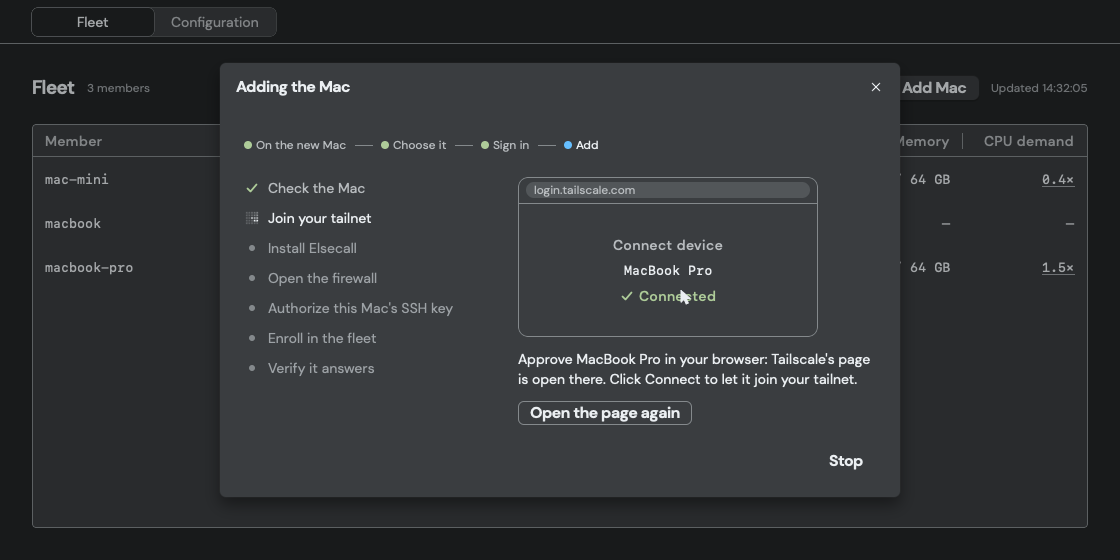 Fleet
Configuration
Fleet
3 members
Add Mac
Updated 14:32:05
Member
Memory
CPU demand
mac-mini
64 GB
0.4×
macbook
—
—
macbook-pro
64 GB
1.5×
Adding the Mac
On the new Mac
Choose it
Sign in
Add
Check the Mac
Join your tailnet
Install Elsecall
Open the firewall
Authorize this Mac's SSH key
Enroll in the fleet
Verify it answers
login.tailscale.com
Connect device
MacBook Pro
Connected
Approve MacBook Pro in your browser: Tailscale's page
is open there. Click Connect to let it join your tailnet.
Open the page again
Stop